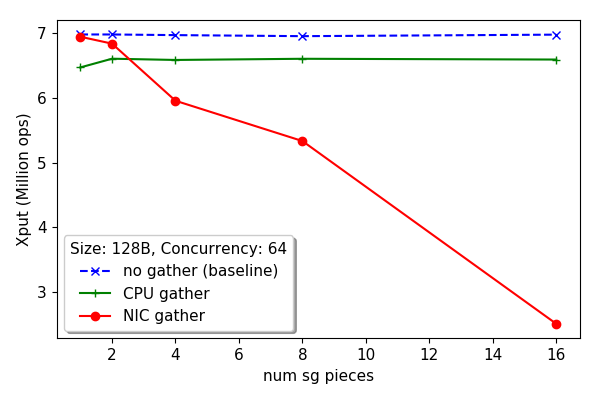 7
6
5
4
3
Xput (Million ops)
Size: 128B, Concurrency: 64
no gather (baseline)
CPU gather
NIC gather
2 4 6 8 10 12 14 16
num sg pieces